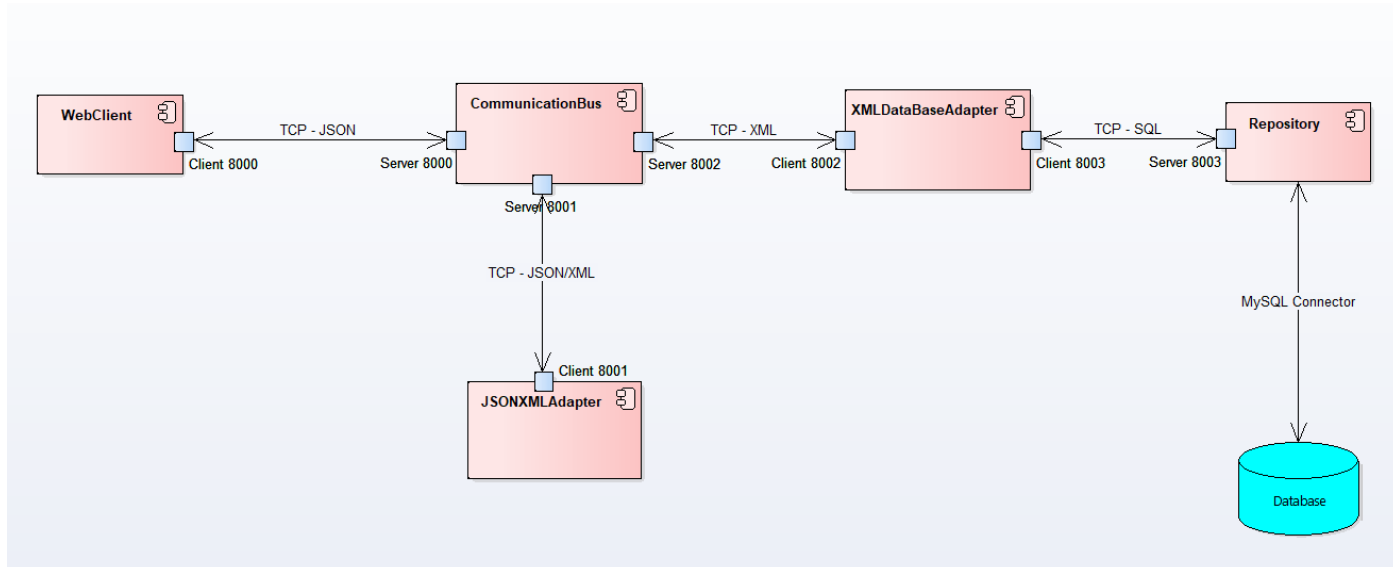 WebClient
Client 8000
TCP - JSON
CommunicationBus
Server 8000
Server 8002
Server 8001
TCP - XML
XMLDataBaseAdapter
Client 8002
Client 8003
TCP - SQL
Repository
Server 8003
TCP - JSON/XML
Client 8001
JSONXMLAdapter
MySQL Connector
Database